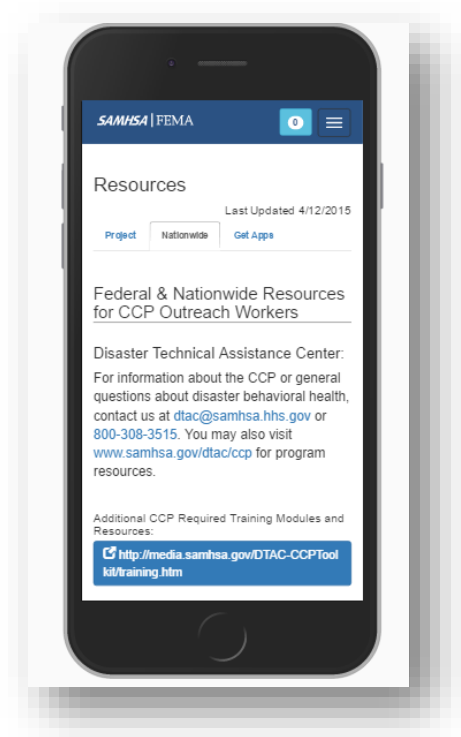 SAMHSA | FEMA
0
Resources
Last Updated 4/12/2015
Project Nationwide Get Apps
Federal & Nationwide Resources
for CCP Outreach Workers
Disaster Technical Assistance Center:
For information about the CCP or general
questions about disaster behavioral health,
contact us at dtac@samhsa.hhs.gov or
800-308-3515. You may also visit
www.samhsa.gov/dtac/ccp for program
resources.
Additional CCP Required Training Modules and
Resources:
http://media.samhsa.gov/DTAC-CCPTool
kit/training.htm